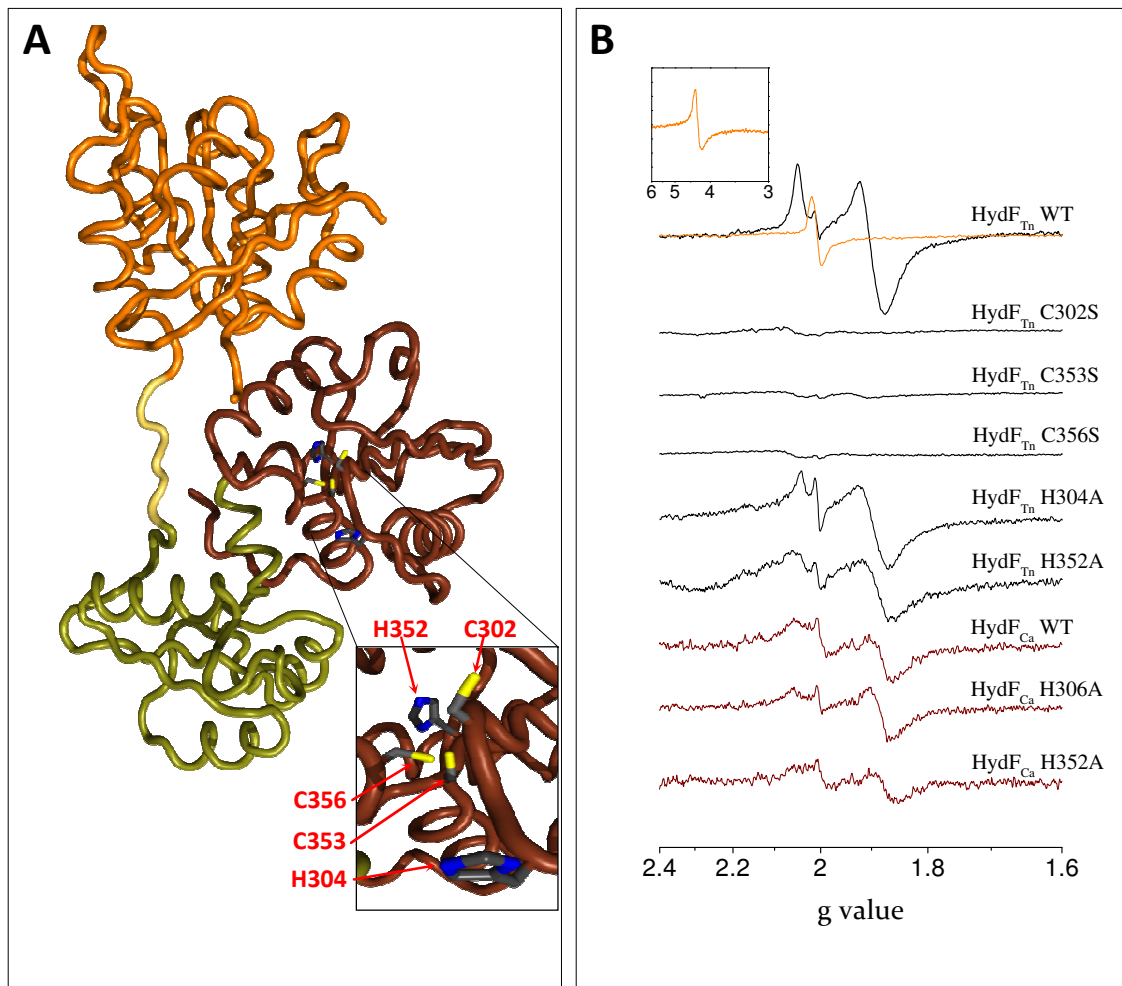 A
H352
C302
C356
C353
H304
B
6 5 4 3
HydF_Tn WT
HydF_Tn C302S
HydF_Tn C353S
HydF_Tn C356S
HydF_Tn H304A
HydF_Tn H352A
HydF_Ca WT
HydF_Ca H306A
HydF_Ca H352A
2.4 2.2 2 1.8 1.6
g value